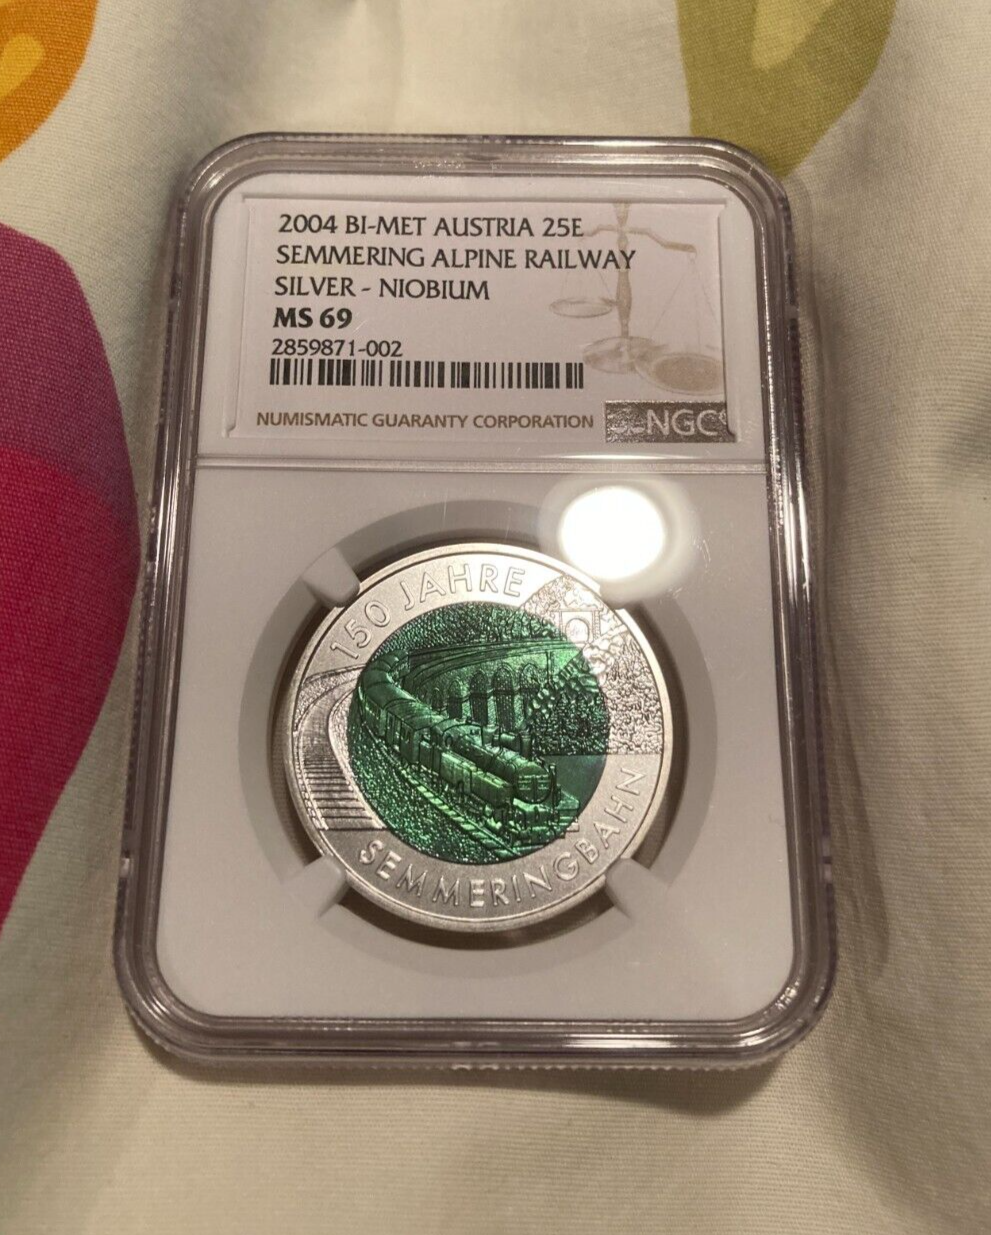 2004 BI-MET AUSTRIA 25E
SEMMERING ALPINE RAILWAY
SILVER - NIOBIUM
MS 69
2859871-002
NUMISMATIC GUARANTY CORPORATION
NGC
150 JAHRE
SEMMERINGBAHN